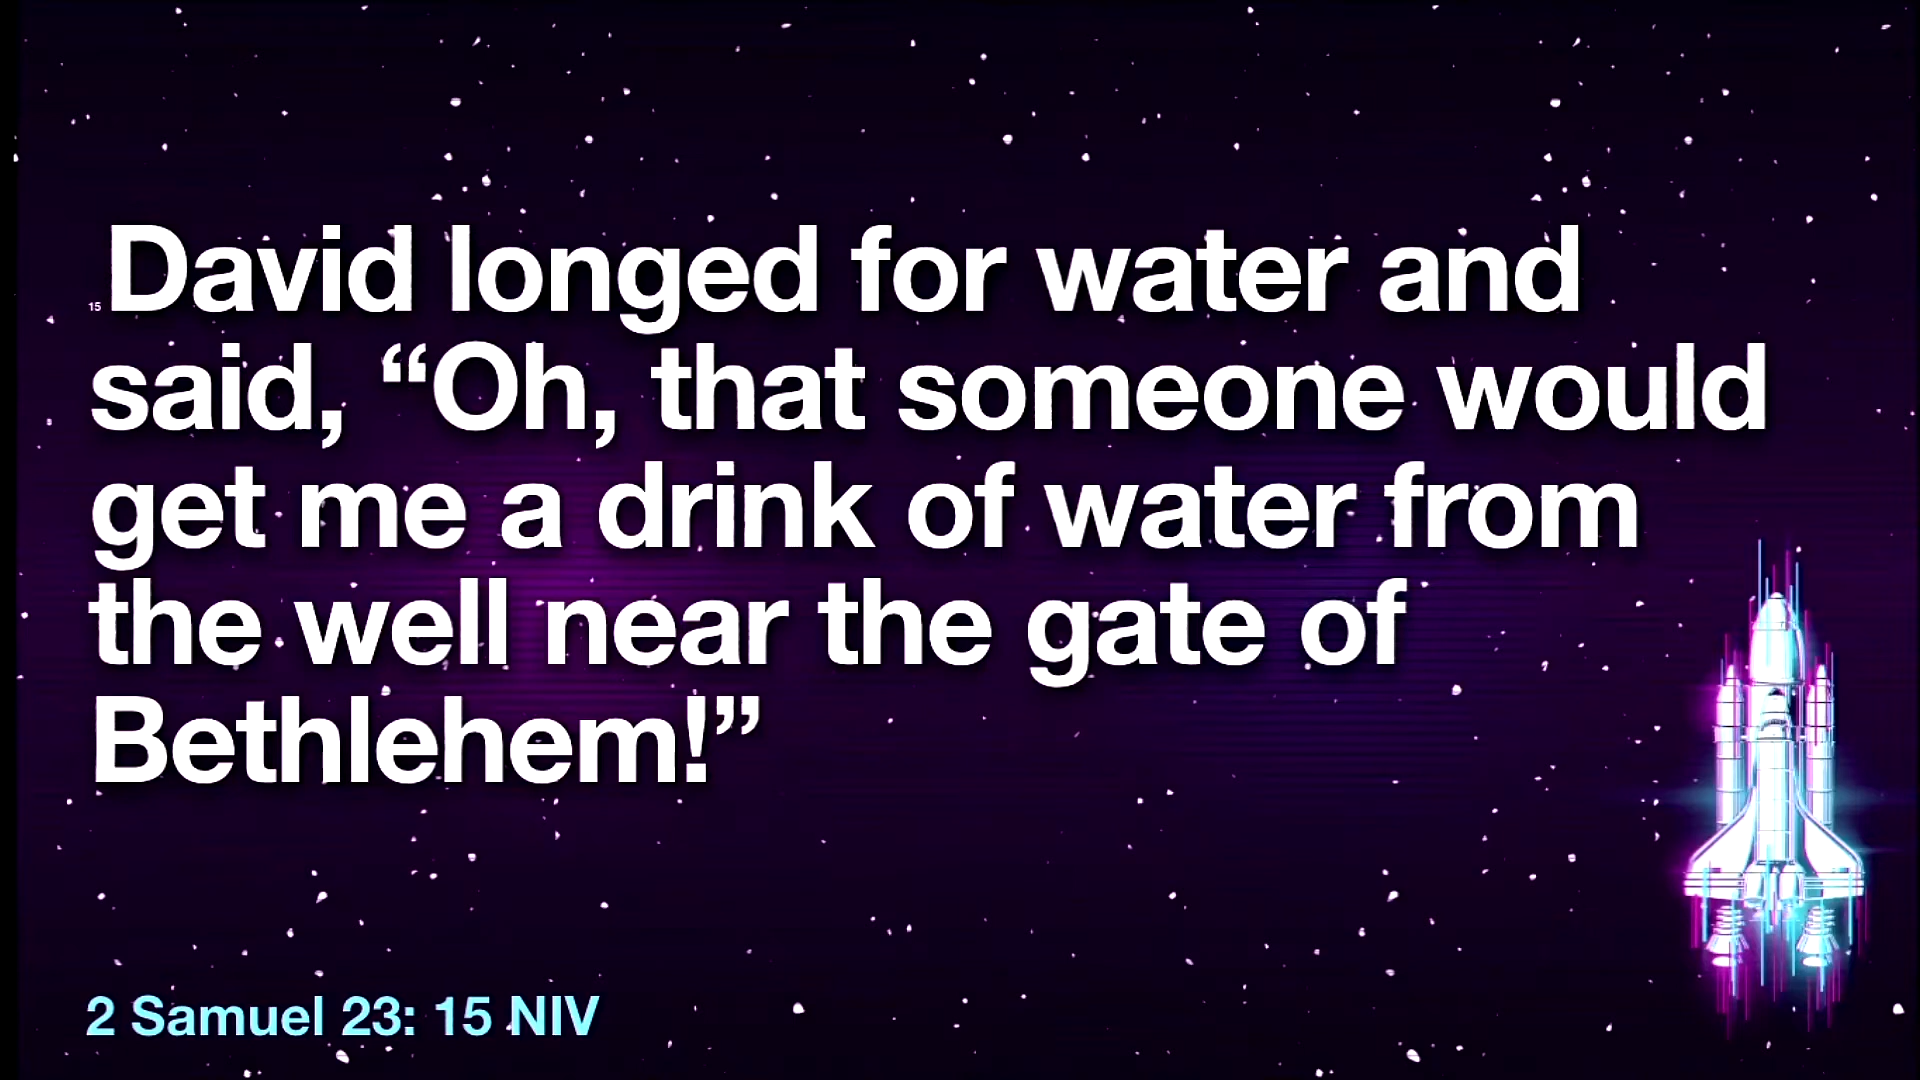 15 David longed for water and
said, “Oh, that someone would
get me a drink of water from
the well near the gate of
Bethlehem!”
2 Samuel 23: 15 NIV